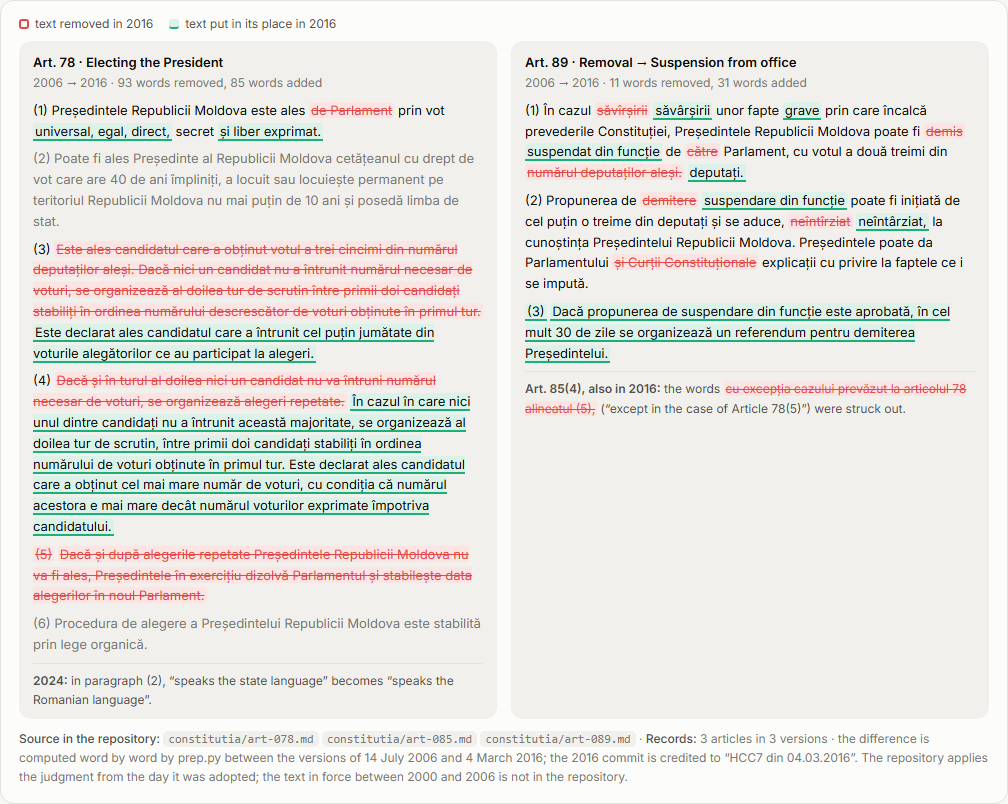 text removed in 2016 text put in its place in 2016
Art. 78 · Electing the President
2006 → 2016 · 93 words removed, 85 words added
(1) Președintele Republicii Moldova este ales de Parlament prin vot
universal, egal, direct, secret și liber exprimat.
(2) Poate fi ales Președinte al Republicii Moldova cetățeanul cu drept de
vot care are 40 de ani împliniți, a locuit sau locuiește permanent pe
teritoriul Republicii Moldova nu mai puțin de 10 ani și posedă limba de
stat.
(3) Este ales candidatul care a obținut votul a trei cincimi din numărul
deputaților aleși. Dacă nici un candidat nu a întrunit numărul necesar de
voturi, se organizează al doilea tur de scrutin între primii doi candidați
stabiliți în ordinea numărului descrescător de voturi obținute în primul tur.
Este declarat ales candidatul care a întrunit cel puțin jumătate din
voturile alegătorilor ce au participat la alegeri.
(4) Dacă și în turul al doilea nici un candidat nu va întruni numărul
necesar de voturi, se organizează alegeri repetate. În cazul în care nici
unul dintre candidați nu a întrunit această majoritate, se organizează al
doilea tur de scrutin, între primii doi candidați stabiliți în ordinea
numărului de voturi obținute în primul tur. Este declarat ales candidatul
care a obținut cel mai mare număr de voturi, cu condiția că numărul
acestora e mai mare decât numărul voturilor exprimate împotriva
candidatului.
(5) Dacă și după alegerile repetate Președintele Republicii Moldova nu
va fi ales, Președintele în exercițiu dizolvă Parlamentul și stabilește data
alegerilor în noul Parlament.
(6) Procedura de alegere a Președintelui Republicii Moldova este stabilită
prin lege organică.
2024: in paragraph (2), “speaks the state language” becomes “speaks the
Romanian language”.
Art. 89 · Removal → Suspension from office
2006 → 2016 · 11 words removed, 31 words added
(1) În cazul săvîrșirii săvârșirii unor fapte grave prin care încalcă
prevederile Constituției, Președintele Republicii Moldova poate fi demis
suspendat din funcție de către Parlament, cu votul a două treimi din
numărul deputaților aleși. deputați.
(2) Propunerea de demitere suspendare din funcție poate fi inițiată de
cel puțin o treime din deputați și se aduce, neîntîrziat neîntârziat, la
cunoștința Președintelui Republicii Moldova. Președintele poate da
Parlamentului și Curții Constituționale explicații cu privire la faptele ce i
se impută.
(3) Dacă propunerea de suspendare din funcție este aprobată, în cel
mult 30 de zile se organizează un referendum pentru demiterea
Președintelui.
Art. 85(4), also in 2016: the words cu excepția cazului prevăzut la articolul 78
alineatul (5), (“except in the case of Article 78(5)”) were struck out.
Source in the repository: constitutia/art-078.md constitutia/art-085.md constitutia/art-089.md · Records: 3 articles in 3 versions · the difference is
computed word by word by prep.py between the versions of 14 July 2006 and 4 March 2016; the 2016 commit is credited to “HCC7 din 04.03.2016”. The repository applies
the judgment from the day it was adopted; the text in force between 2000 and 2006 is not in the repository.